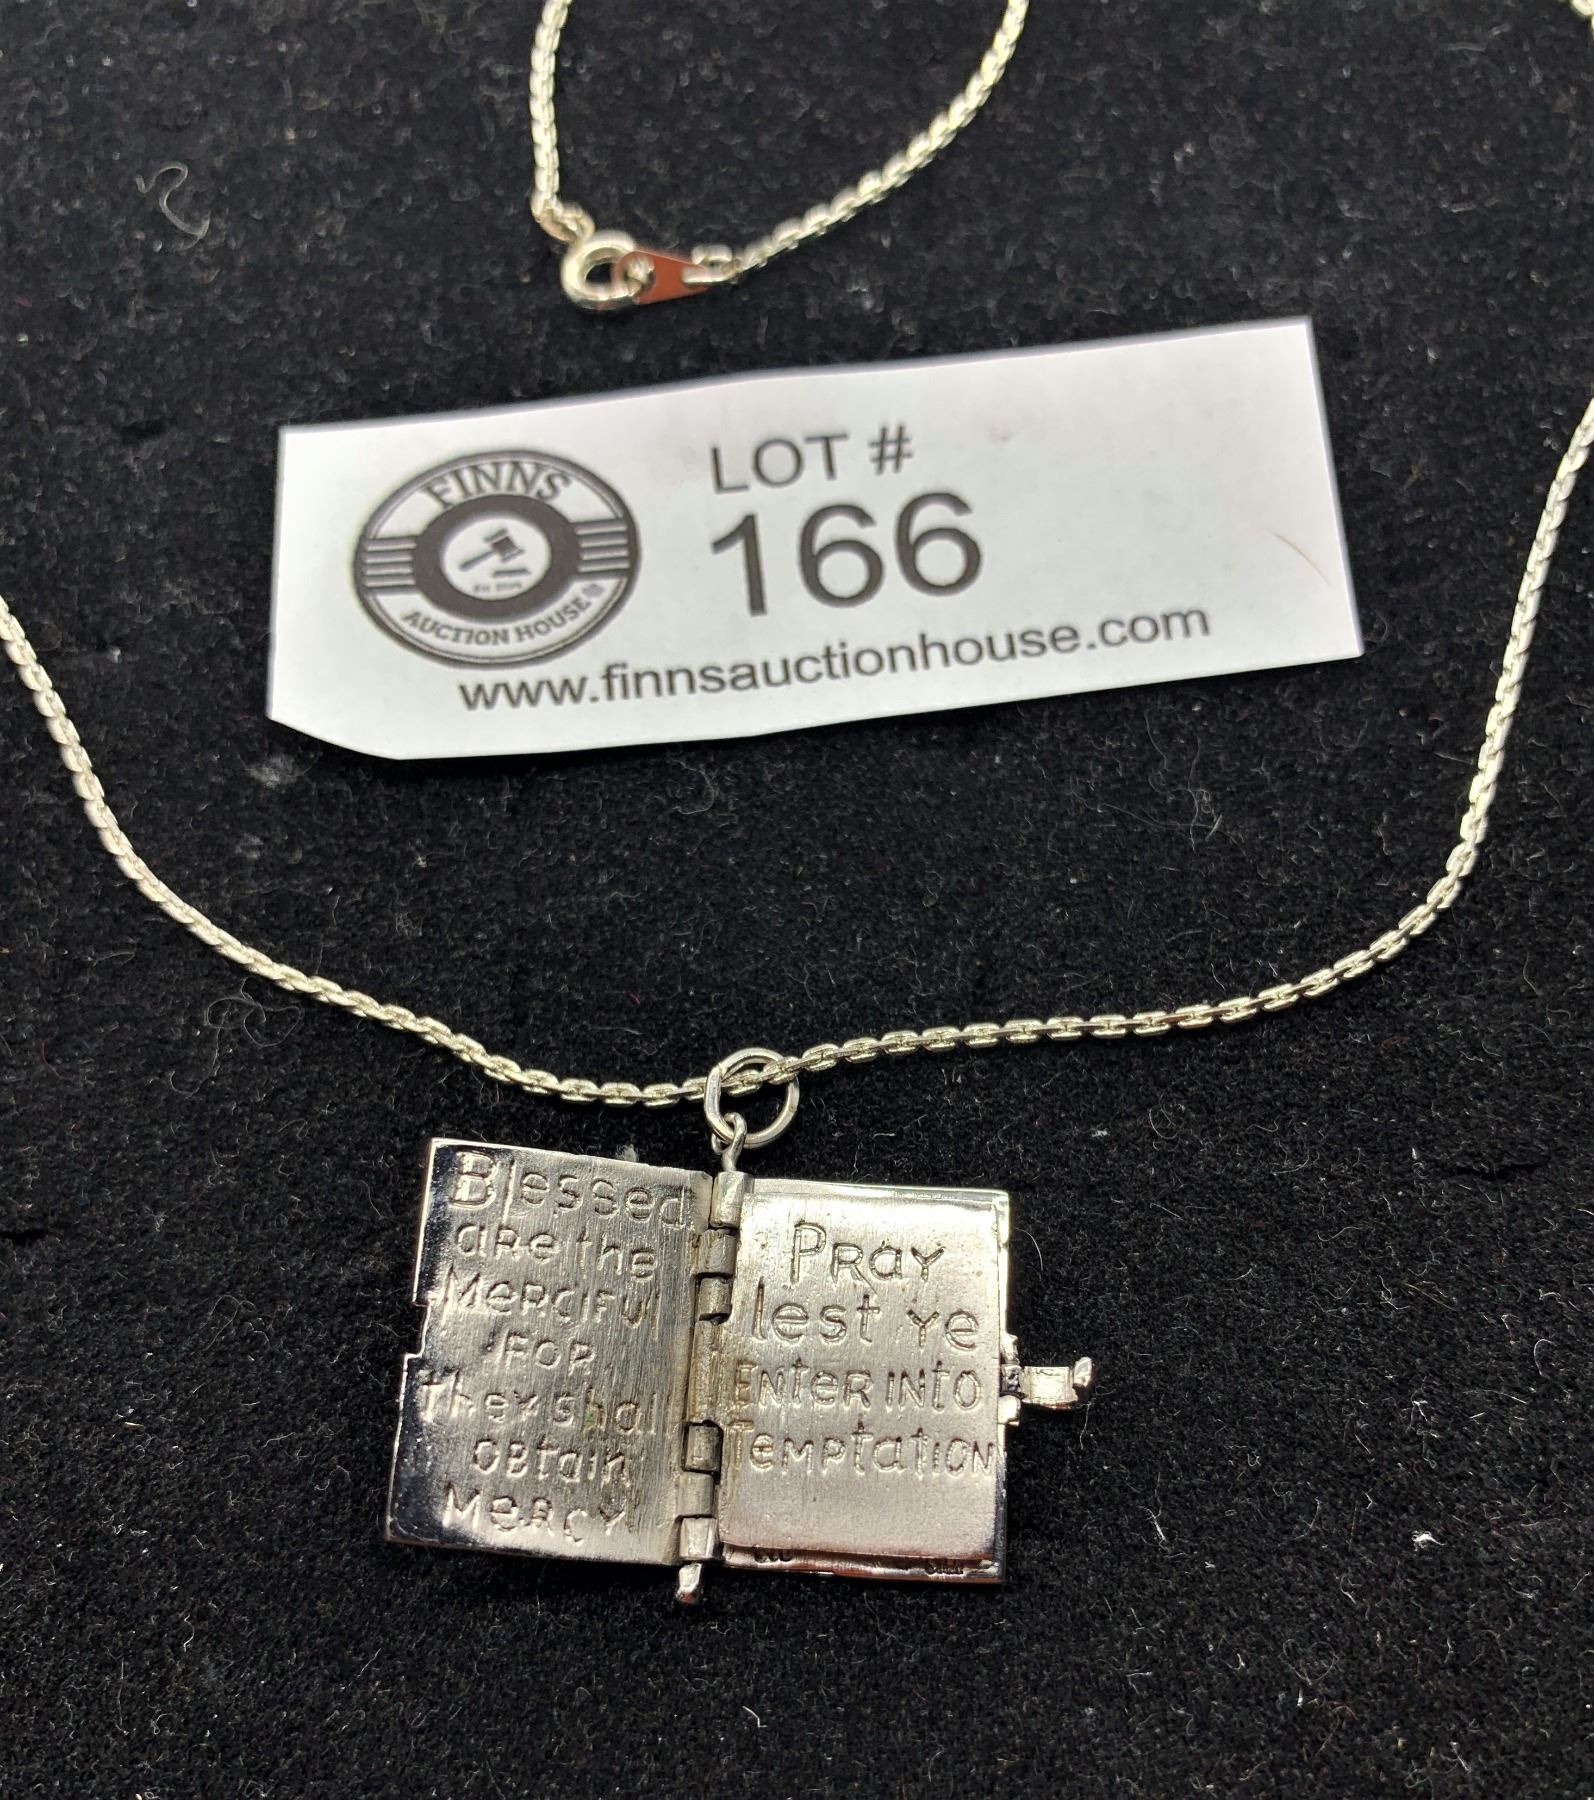 FINNS
AUCTION HOUSE
LOT #
166
www.finnsauctionhouse.com
Blessed
are the
Merciful
For
they shall
obtain
Mercy
Pray
lest ye
Enter into
Temptation